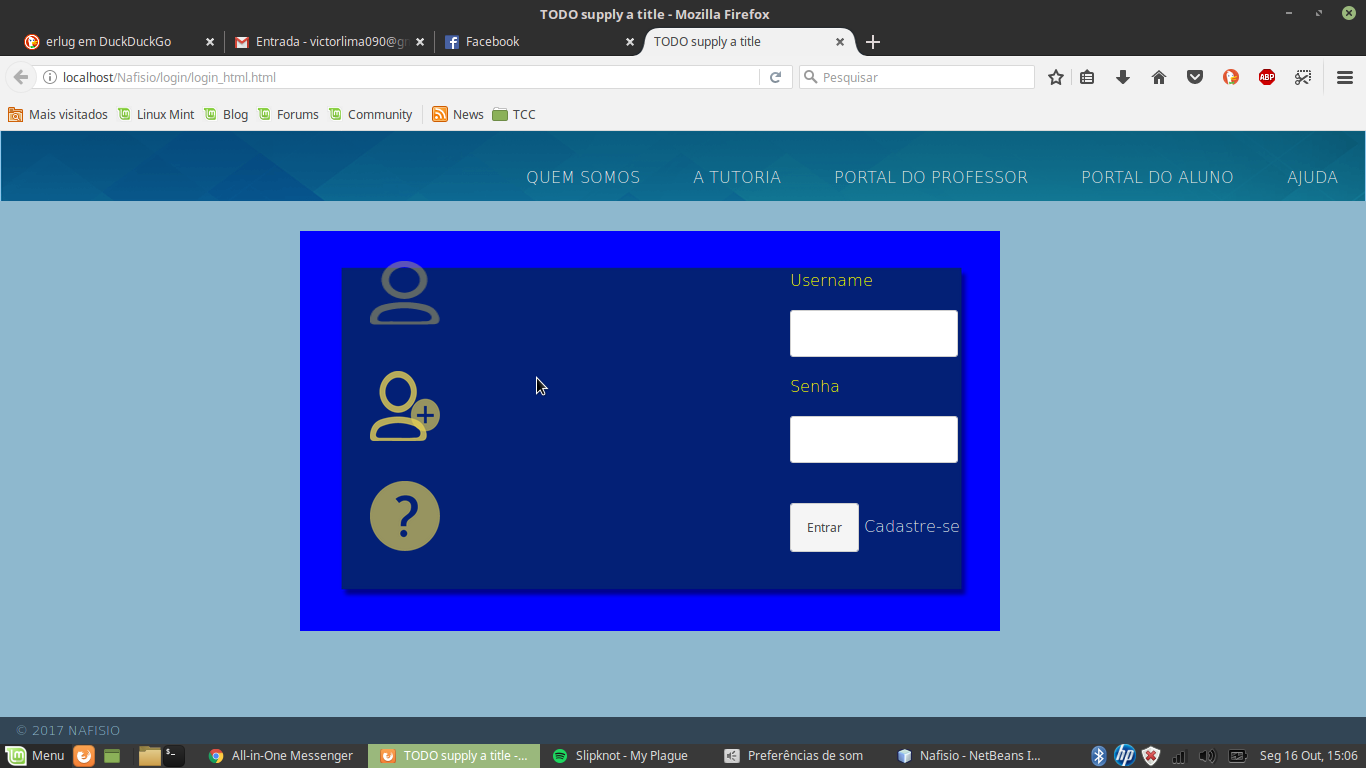 TODO supply a title - Mozilla Firefox
erlug em DuckDuckGo
Entrada - victorlima090@g
Facebook
TODO supply a title
localhost/Nafisio/login/login_html.html
Pesquisar
ABP
Mais visitados Linux Mint Blog Forums Community News TCC
QUEM SOMOS A TUTORIA PORTAL DO PROFESSOR PORTAL DO ALUNO AJUDA
Username
Senha
?
Entrar Cadastre-se
© 2017 NAFISIO
Menu All-in-One Messenger TODO supply a title -... Slipknot - My Plague Preferências de som Nafisio - NetBeans I... hp Seg 16 Out, 15:06